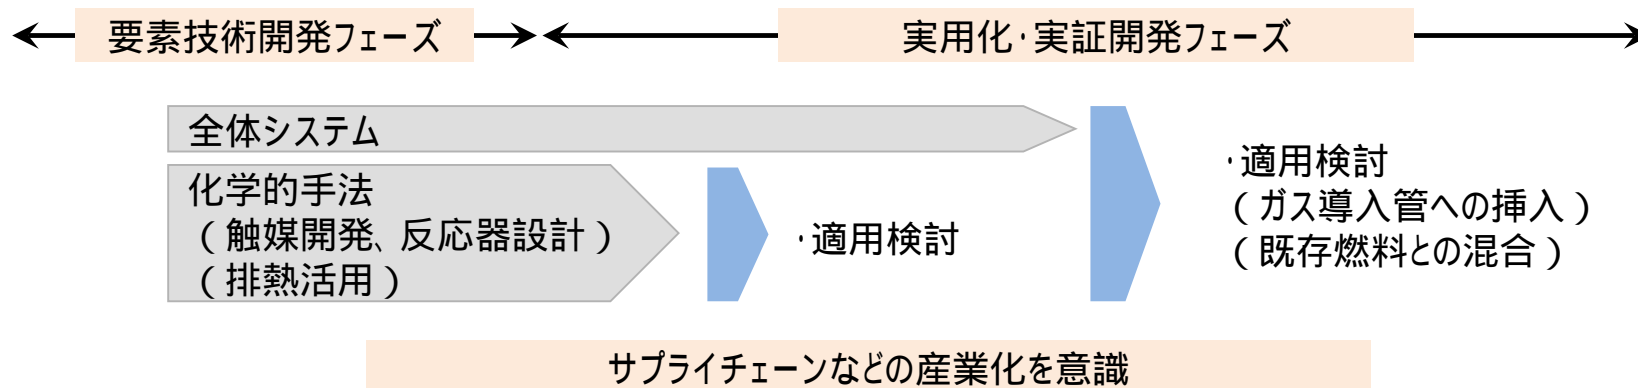 要素技術開発フェーズ
実用化・実証開発フェーズ
全体システム
化学的手法
（触媒開発、反応器設計）
（排熱活用）
・適用検討
・適用検討
（ガス導入管への挿入）
（既存燃料との混合）
サプライチェーンなどの産業化を意識